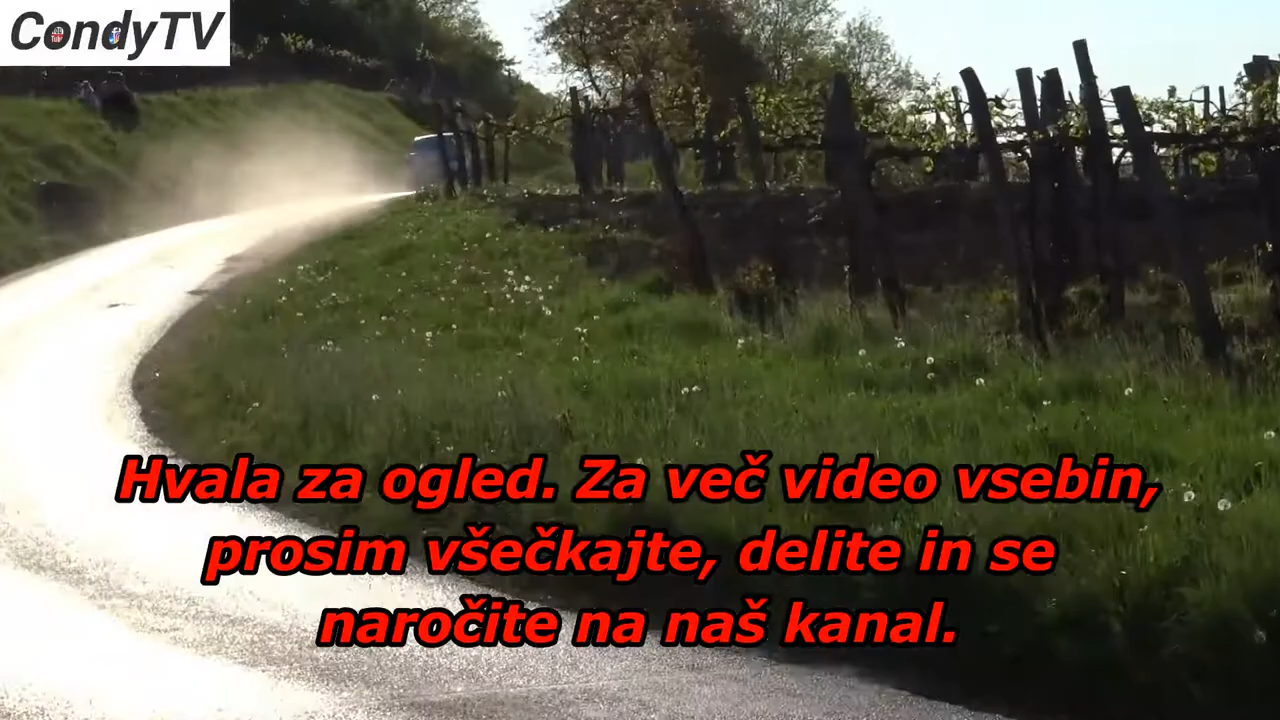 CondyTV
Hvala za ogled. Za več video vsebin,
prosim všečkajte, delite in se
naročite na naš kanal.